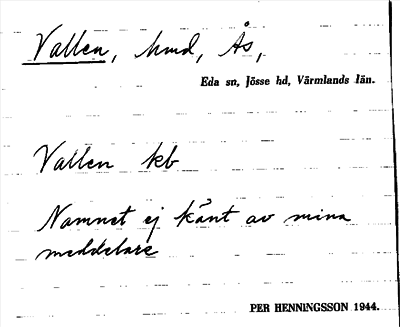 Vallen, hmd, Ås,
Eda sn, Jösse hd, Värmlands län.
Vallen kb
Namnet ej känt av mina
meddelare
PER HENNINGSSON 1944.